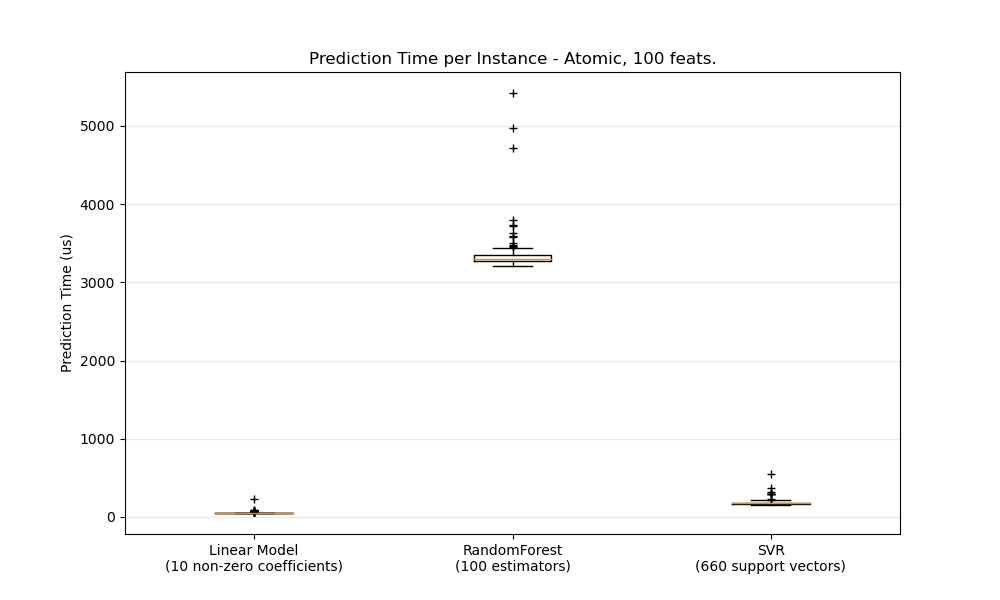 Prediction Time per Instance - Atomic, 100 feats.
Prediction Time (us)
5000
4000
3000
2000
1000
0
Linear Model
(10 non-zero coefficients)
RandomForest
(100 estimators)
SVR
(660 support vectors)